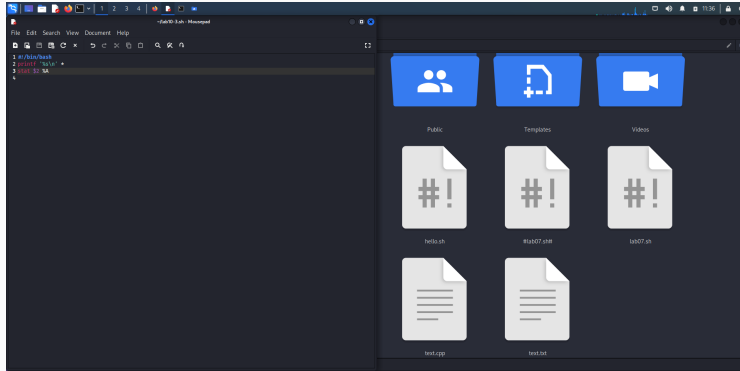 1 2 3 4
11:36
~/lab10-3.sh - Mousepad
File Edit Search View Document Help
1 #!/bin/bash
2 printf '%s\n' *
3 stat $2 %A
4
Public Templates Videos
hello.sh #lab07.sh# lab07.sh
text.cpp text.txt